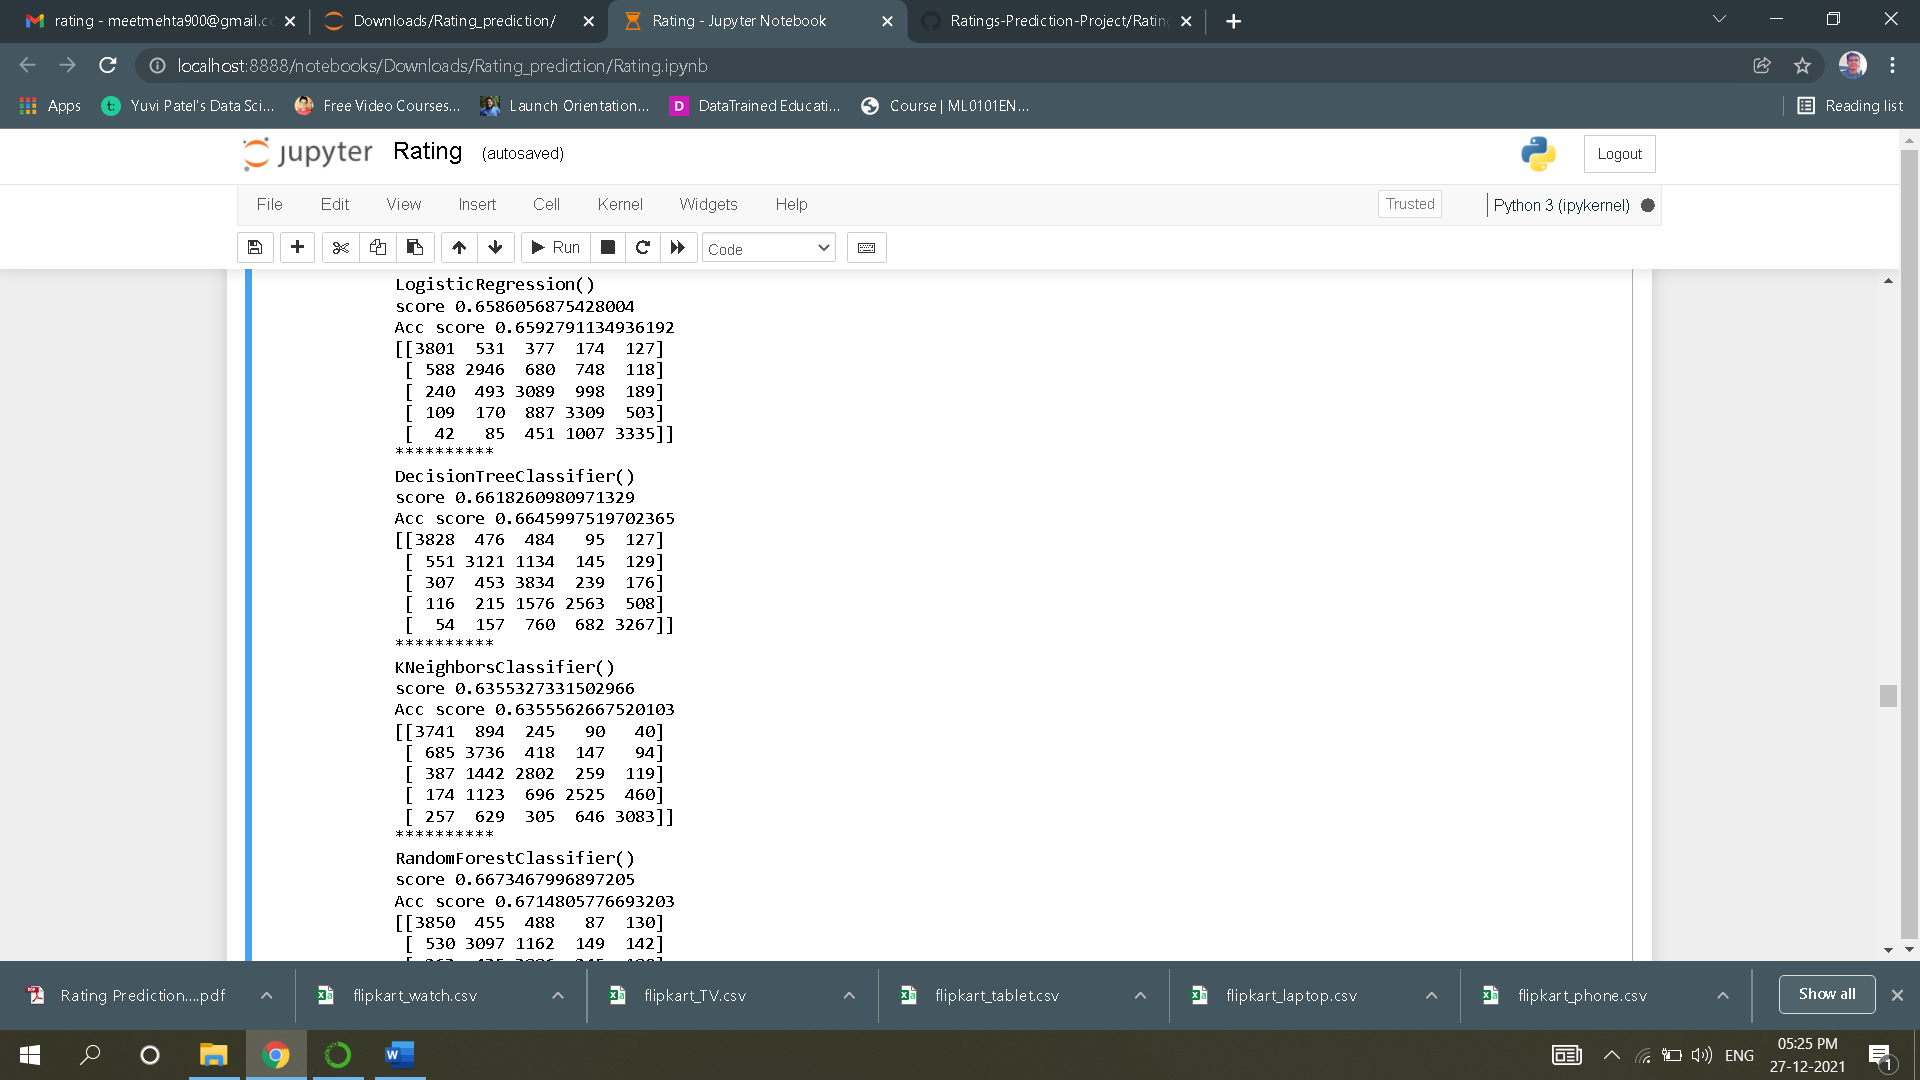 rating - meetmehta900@gmail.c
Downloads/Rating_prediction/
Rating - Jupyter Notebook
Ratings-Prediction-Project/Ratin
localhost:8888/notebooks/Downloads/Rating_prediction/Rating.ipynb
Apps
Yuvi Patel's Data Sci...
Free Video Courses...
Launch Orientation...
D DataTrained Educati...
Course | ML0101EN...
Reading list
jupyter Rating (autosaved)
Logout
File Edit View Insert Cell Kernel Widgets Help
Trusted
Python 3 (ipykernel)
Run
Code
LogisticRegression()
score 0.6586056875428004
Acc score 0.6592791134936192
[[3801 531 377 174 127]
[ 588 2946 680 748 118]
[ 240 493 3089 998 189]
[ 109 170 887 3309 503]
[ 42 85 451 1007 3335]]
**********
DecisionTreeClassifier()
score 0.6618260980971329
Acc score 0.6645997519702365
[[3828 476 484 95 127]
[ 551 3121 1134 145 129]
[ 307 453 3834 239 176]
[ 116 215 1576 2563 508]
[ 54 157 760 682 3267]]
**********
KNeighborsClassifier()
score 0.6355327331502966
Acc score 0.6355562667520103
[[3741 894 245 90 40]
[ 685 3736 418 147 94]
[ 387 1442 2802 259 119]
[ 174 1123 696 2525 460]
[ 257 629 305 646 3083]]
**********
RandomForestClassifier()
score 0.6673467996897205
Acc score 0.6714805776693203
[[3850 455 488 87 130]
[ 530 3097 1162 149 142]
Rating Prediction....pdf
flipkart_watch.csv
flipkart_TV.csv
flipkart_tablet.csv
flipkart_laptop.csv
flipkart_phone.csv
Show all
ENG
05:25 PM
27-12-2021
1